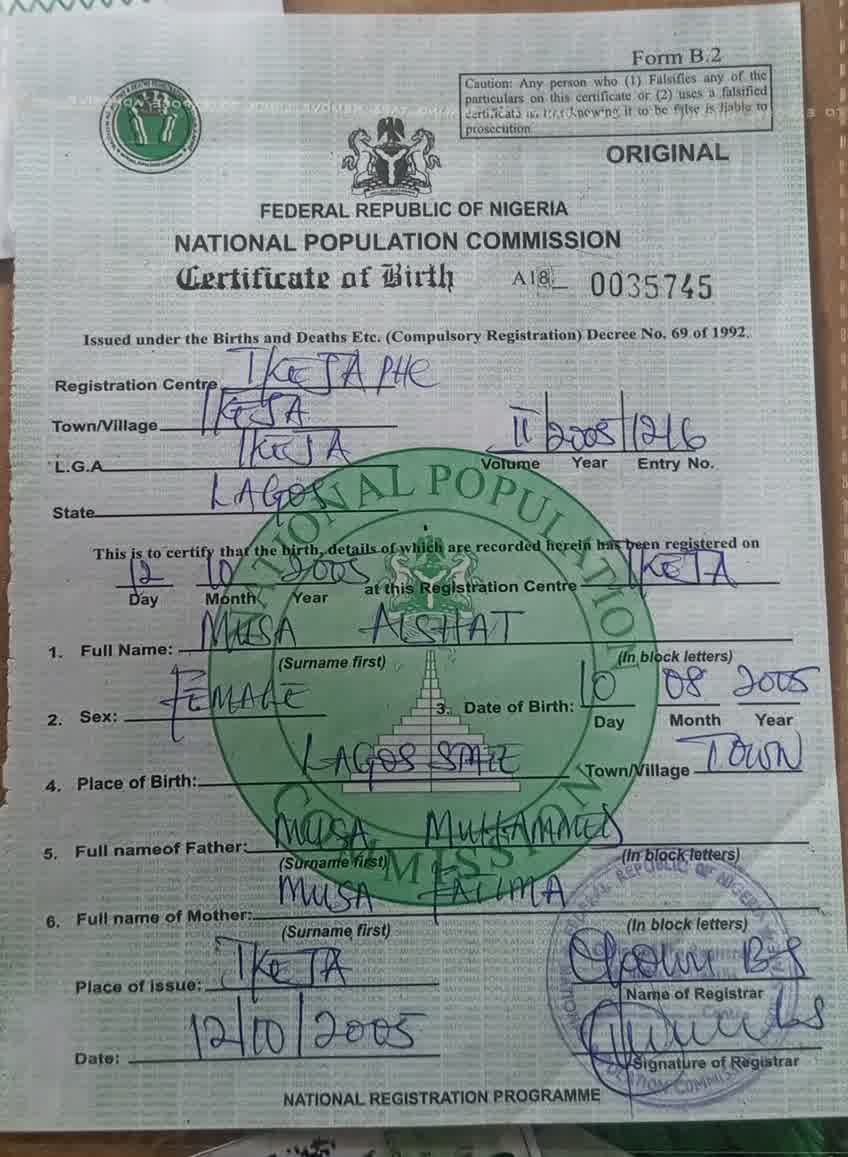 Form B.2
Caution: Any person who (1) Falsifies any of the
particulars on this certificate or (2) uses a falsified
certificate as true knowing it to be false is liable to
prosecution.
ORIGINAL
FEDERAL REPUBLIC OF NIGERIA
NATIONAL POPULATION COMMISSION
Certificate of Birth A18 0035745
Issued under the Births and Deaths Etc. (Compulsory Registration) Decree No. 69 of 1992.
Registration Centre IKEJA PHC
Town/Village IKEJA
L.G.A IKEJA
II 2005 1216
Volume Year Entry No.
State LAGOS
This is to certify that the birth, details of which are recorded herein has been registered on
12 10 2005 at this Registration Centre IKEJA
Day Month Year
1. Full Name: MUSA AISHAT
(Surname first) (In block letters)
2. Sex: FEMALE 3. Date of Birth: 10 08 2005
Day Month Year
4. Place of Birth: LAGOS STATE Town/Village TOWN
5. Full nameof Father: MUSA MUHAMMED
(Surname first) (In block letters)
6. Full name of Mother: MUSA FATIMA
(Surname first) (In block letters)
Place of issue: IKEJA
Name of Registrar
Date: 12/10/2005
Signature of Registrar
NATIONAL REGISTRATION PROGRAMME
NATIONAL POPULATION COMMISSION
FEDERAL REPUBLIC OF NIGERIA